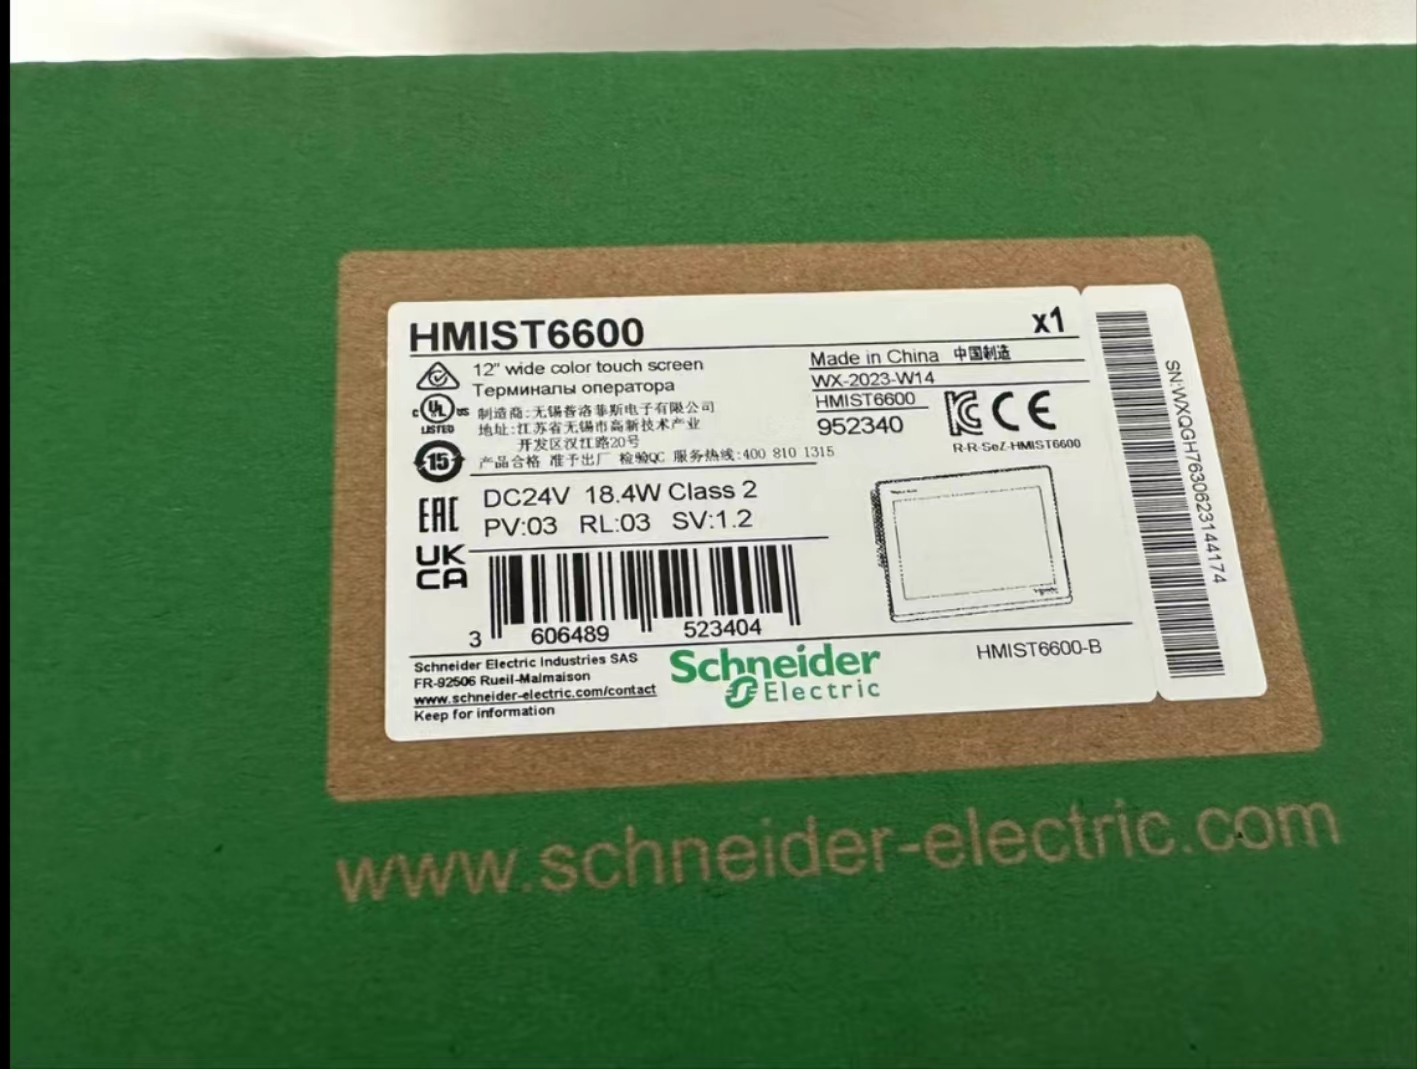 HMIST6600
x1
12" wide color touch screen
Терминалы оператора
制造商:无锡普洛菲斯电子有限公司
地址:江苏省无锡市高新技术产业
开发区汉江路20号
产品合格 准予出厂 检验QC 服务热线:400 810 1315
Made in China 中国制造
WX-2023-W14
HMIST6600
952340
R-R-SeZ-HMIST6600
C UL US
LISTED
15
EAC
UK
CA
CE
DC24V 18.4W Class 2
PV:03 RL:03 SV:1.2
3 606489 523404
Schneider Electric Industries SAS
FR-92506 Rueil-Malmaison
www.schneider-electric.com/contact
Keep for information
Schneider
Electric
HMIST6600-B
SN:WXQGH7630623144174
www.schneider-electric.com